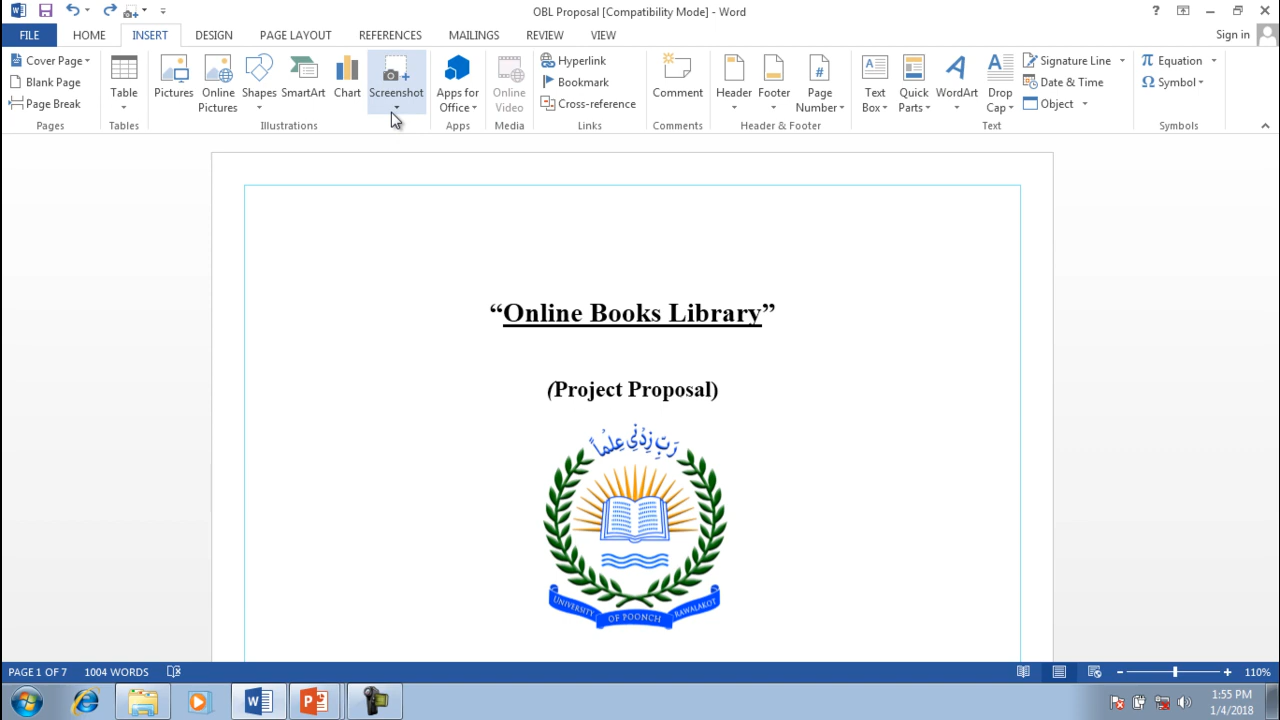 OBL Proposal [Compatibility Mode] - Word
FILE HOME INSERT DESIGN PAGE LAYOUT REFERENCES MAILINGS REVIEW VIEW Sign in
Cover Page
Blank Page
Page Break
Pages
Table
Tables
Pictures
Online Pictures
Shapes
SmartArt
Chart
Screenshot
Illustrations
Apps for Office
Apps
Online Video
Media
Hyperlink
Bookmark
Cross-reference
Links
Comment
Comments
Header
Footer
Page Number
Header & Footer
Text Box
Quick Parts
WordArt
Drop Cap
Signature Line
Date & Time
Object
Text
Equation
Symbol
Symbols
“Online Books Library”
(Project Proposal)
رَبِّ زِدْنِي عِلْماً
UNIVERSITY OF POONCH RAWALAKOT
PAGE 1 OF 7 1004 WORDS 110%
1:55 PM
1/4/2018